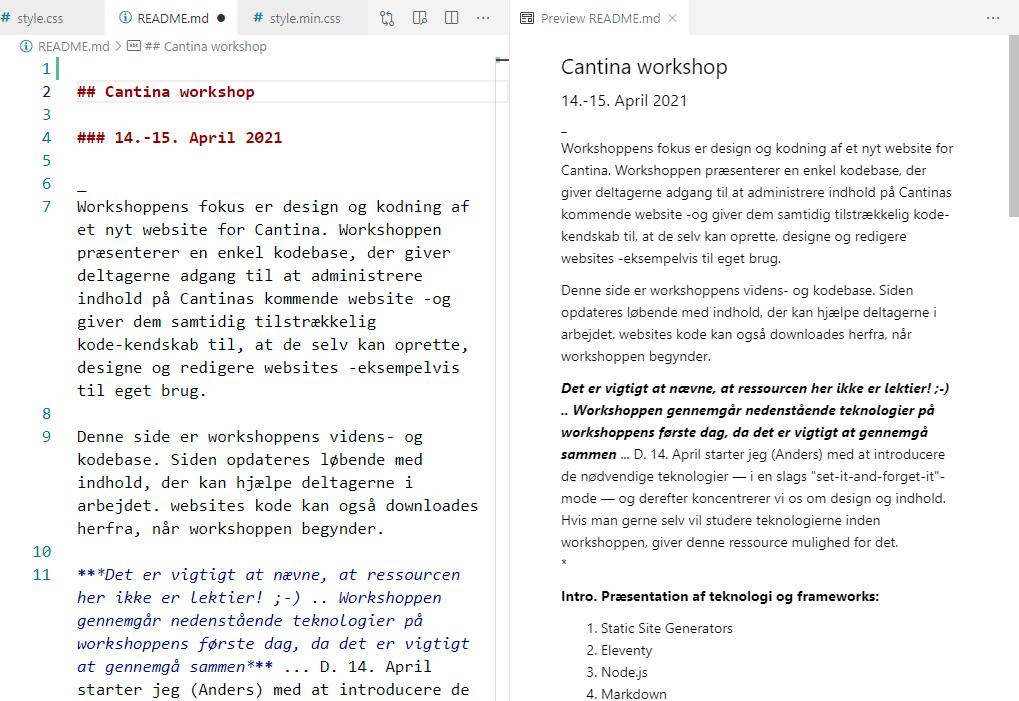 # style.css
README.md
# style.min.css
...
Preview README.md
...
README.md > ## Cantina workshop
1
2 ## Cantina workshop
3
4 ### 14.-15. April 2021
5
6 _
7 Workshoppens fokus er design og kodning af
et nyt website for Cantina. Workshoppen
præsenterer en enkel kodebase, der giver
deltagerne adgang til at administrere
indhold på Cantinas kommende website -og
giver dem samtidig tilstrækkelig
kode-kendskab til, at de selv kan oprette,
designe og redigere websites -eksempelvis
til eget brug.
8
9 Denne side er workshoppens videns- og
kodebase. Siden opdateres løbende med
indhold, der kan hjælpe deltagerne i
arbejdet. websites kode kan også downloades
herfra, når workshoppen begynder.
10
11 ***Det er vigtigt at nævne, at ressourcen
her ikke er lektier! ;-) .. Workshoppen
gennemgår nedenstående teknologier på
workshoppens første dag, da det er vigtigt
at gennemgå sammen*** ... D. 14. April
starter jeg (Anders) med at introducere de
Cantina workshop
14.-15. April 2021
_
Workshoppens fokus er design og kodning af et nyt website for
Cantina. Workshoppen præsenterer en enkel kodebase, der
giver deltagerne adgang til at administrere indhold på Cantinas
kommende website -og giver dem samtidig tilstrækkelig kode-
kendskab til, at de selv kan oprette, designe og redigere
websites -eksempelvis til eget brug.
Denne side er workshoppens videns- og kodebase. Siden
opdateres løbende med indhold, der kan hjælpe deltagerne i
arbejdet. websites kode kan også downloades herfra, når
workshoppen begynder.
Det er vigtigt at nævne, at ressourcen her ikke er lektier! ;-)
.. Workshoppen gennemgår nedenstående teknologier på
workshoppens første dag, da det er vigtigt at gennemgå
sammen ... D. 14. April starter jeg (Anders) med at introducere
de nødvendige teknologier — i en slags "set-it-and-forget-it"-
mode — og derefter koncentrerer vi os om design og indhold.
Hvis man gerne selv vil studere teknologierne inden
workshoppen, giver denne ressource mulighed for det.
*
Intro. Præsentation af teknologi og frameworks:
1. Static Site Generators
2. Eleventy
3. Node.js
4. Markdown